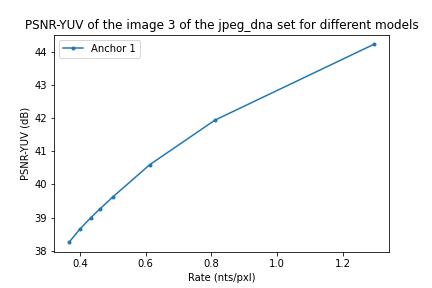 PSNR-YUV of the image 3 of the jpeg_dna set for different models
Anchor 1
44
43
42
41
40
39
38
PSNR-YUV (dB)
0.4 0.6 0.8 1.0 1.2
Rate (nts/pxl)